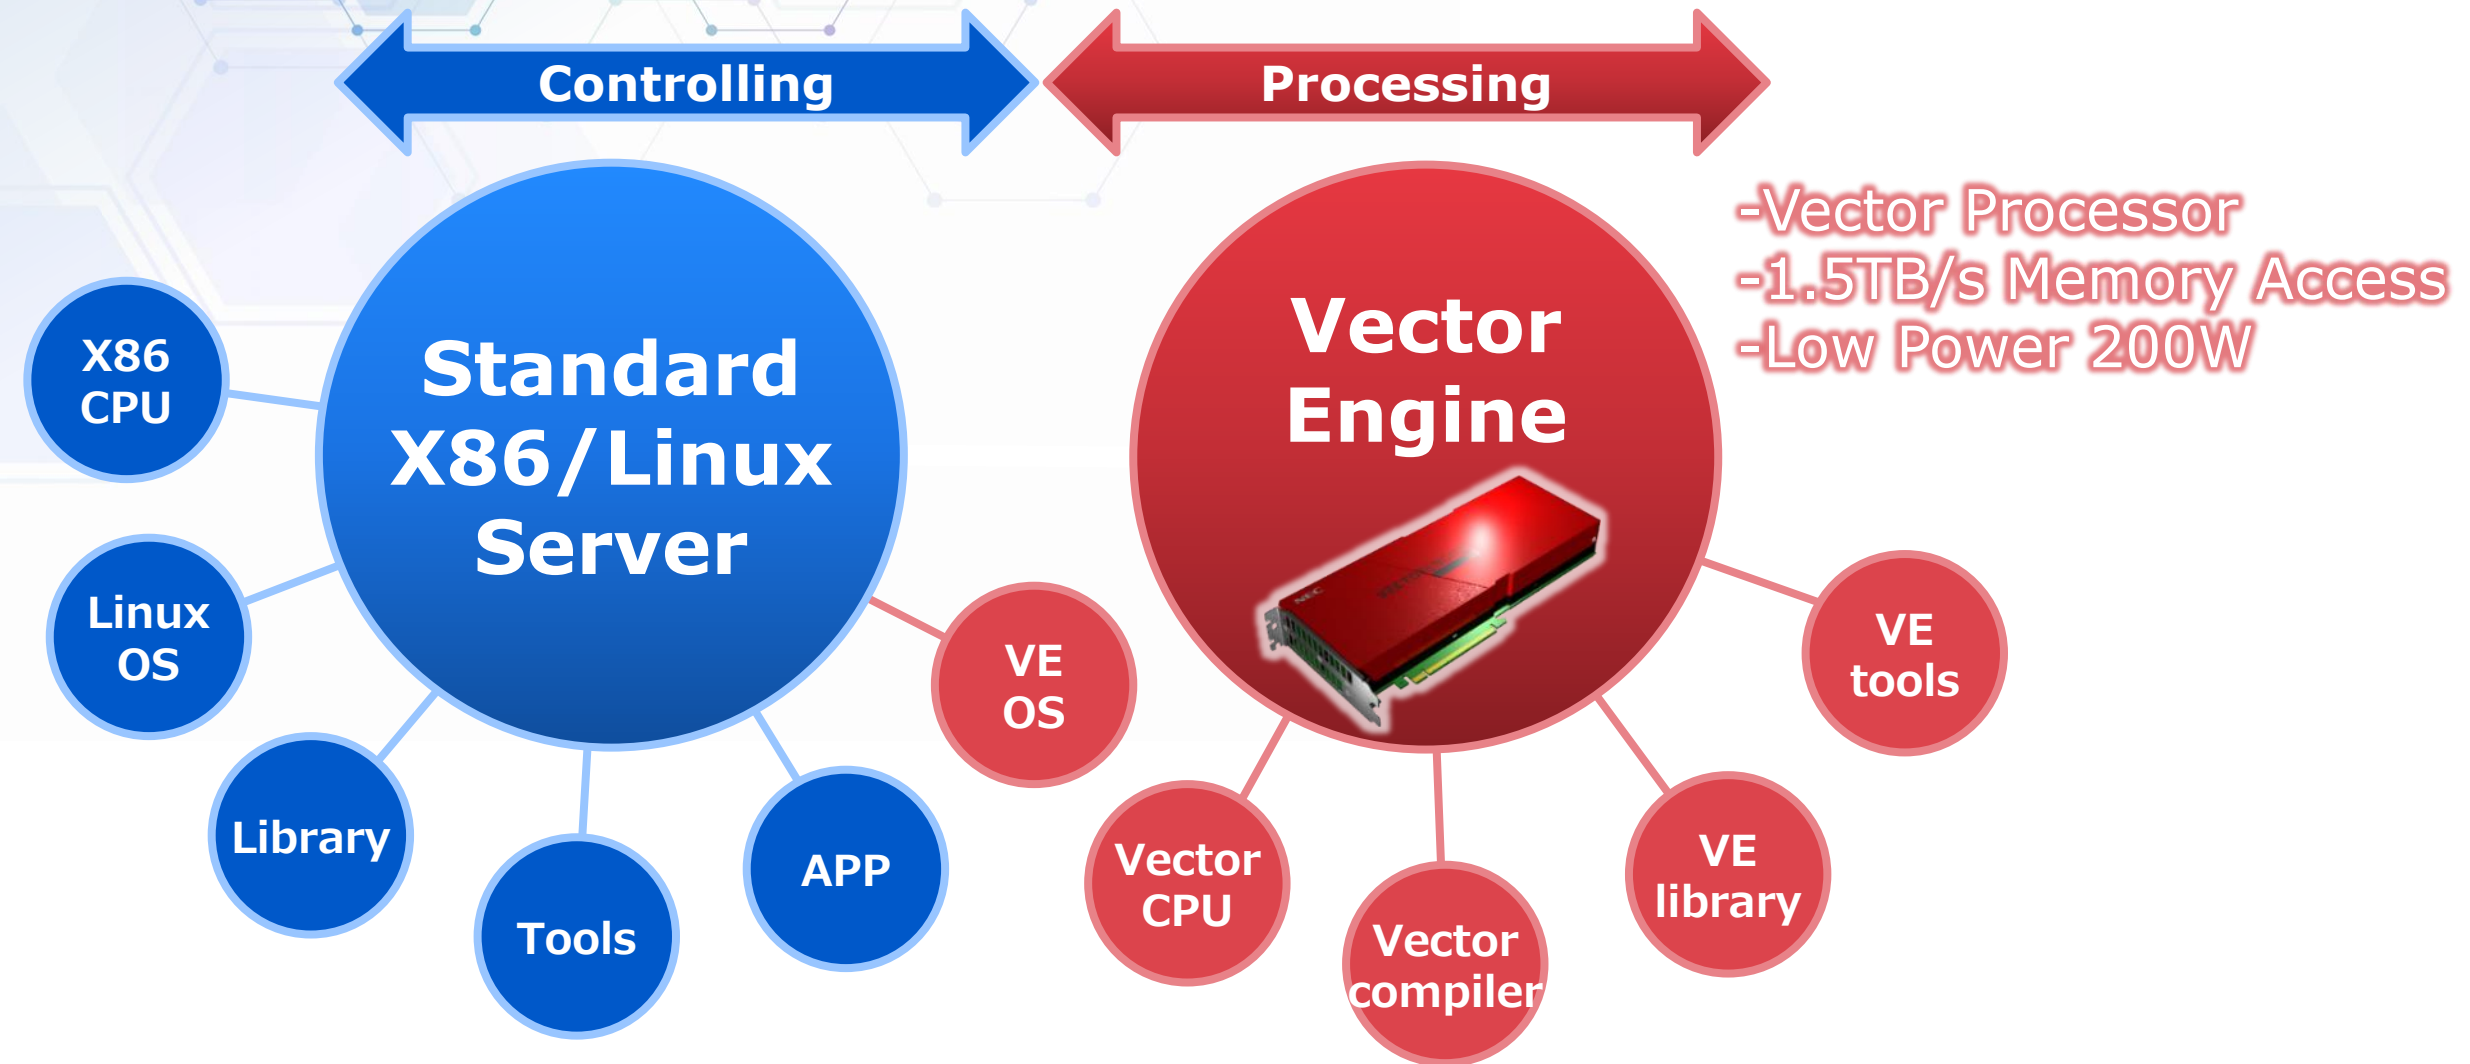 Controlling
Processing
Standard
X86/Linux
Server
X86
CPU
Linux
OS
Library
Tools
APP
VE
OS
Vector
Engine
NEC
-Vector Processor
-1.5TB/s Memory Access
-Low Power 200W
Vector
CPU
Vector
compiler
VE
library
VE
tools